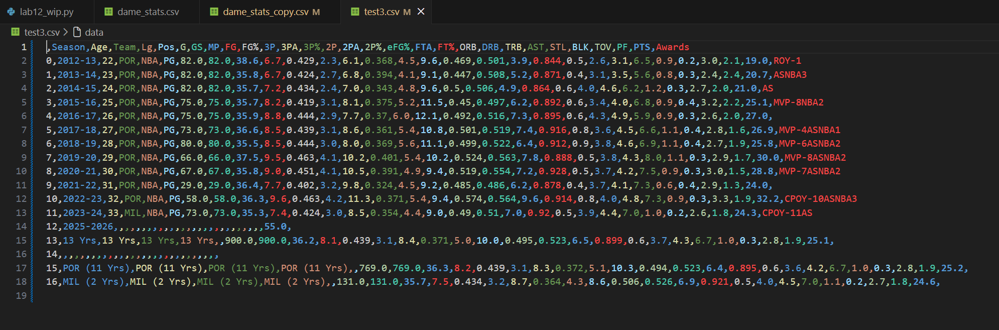 lab12_wip.py dame_stats.csv dame_stats_copy.csv M test3.csv M
test3.csv > data
1 ,Season,Age,Team,Lg,Pos,G,GS,MP,FG,FG%,3P,3PA,3P%,2P,2PA,2P%,eFG%,FTA,FT%,ORB,DRB,TRB,AST,STL,BLK,TOV,PF,PTS,Awards
2 0,2012-13,22,POR,NBA,PG,82.0,82.0,38.6,6.7,0.429,2.3,6.1,0.368,4.5,9.6,0.469,0.501,3.9,0.844,0.5,2.6,3.1,6.5,0.9,0.2,3.0,2.1,19.0,ROY-1
3 1,2013-14,23,POR,NBA,PG,82.0,82.0,35.8,6.7,0.424,2.7,6.8,0.394,4.1,9.1,0.447,0.508,5.2,0.871,0.4,3.1,3.5,5.6,0.8,0.3,2.4,2.4,20.7,ASNBA3
4 2,2014-15,24,POR,NBA,PG,82.0,82.0,35.7,7.2,0.434,2.4,7.0,0.343,4.8,9.6,0.5,0.506,4.9,0.864,0.6,4.0,4.6,6.2,1.2,0.3,2.7,2.0,21.0,AS
5 3,2015-16,25,POR,NBA,PG,75.0,75.0,35.7,8.2,0.419,3.1,8.1,0.375,5.2,11.5,0.45,0.497,6.2,0.892,0.6,3.4,4.0,6.8,0.9,0.4,3.2,2.2,25.1,MVP-8NBA2
6 4,2016-17,26,POR,NBA,PG,75.0,75.0,35.9,8.8,0.444,2.9,7.7,0.37,6.0,12.1,0.492,0.516,7.3,0.895,0.6,4.3,4.9,5.9,0.9,0.3,2.6,2.0,27.0,
7 5,2017-18,27,POR,NBA,PG,73.0,73.0,36.6,8.5,0.439,3.1,8.6,0.361,5.4,10.8,0.501,0.519,7.4,0.916,0.8,3.6,4.5,6.6,1.1,0.4,2.8,1.6,26.9,MVP-4ASNBA1
8 6,2018-19,28,POR,NBA,PG,80.0,80.0,35.5,8.5,0.444,3.0,8.0,0.369,5.6,11.1,0.499,0.522,6.4,0.912,0.9,3.8,4.6,6.9,1.1,0.4,2.7,1.9,25.8,MVP-6ASNBA2
9 7,2019-20,29,POR,NBA,PG,66.0,66.0,37.5,9.5,0.463,4.1,10.2,0.401,5.4,10.2,0.524,0.563,7.8,0.888,0.5,3.8,4.3,8.0,1.1,0.3,2.9,1.7,30.0,MVP-8ASNBA2
10 8,2020-21,30,POR,NBA,PG,67.0,67.0,35.8,9.0,0.451,4.1,10.5,0.391,4.9,9.4,0.519,0.554,7.2,0.928,0.5,3.7,4.2,7.5,0.9,0.3,3.0,1.5,28.8,MVP-7ASNBA2
11 9,2021-22,31,POR,NBA,PG,29.0,29.0,36.4,7.7,0.402,3.2,9.8,0.324,4.5,9.2,0.485,0.486,6.2,0.878,0.4,3.7,4.1,7.3,0.6,0.4,2.9,1.3,24.0,
12 10,2022-23,32,POR,NBA,PG,58.0,58.0,36.3,9.6,0.463,4.2,11.3,0.371,5.4,9.4,0.574,0.564,9.6,0.914,0.8,4.0,4.8,7.3,0.9,0.3,3.3,1.9,32.2,CPOY-10ASNBA3
13 11,2023-24,33,MIL,NBA,PG,73.0,73.0,35.3,7.4,0.424,3.0,8.5,0.354,4.4,9.0,0.49,0.51,7.0,0.92,0.5,3.9,4.4,7.0,1.0,0.2,2.6,1.8,24.3,CPOY-11AS
14 12,2025-2026,,,,,,,,,,,,,,,,,,,,,,,,,,,55.0,
15 13,13 Yrs,13 Yrs,13 Yrs,13 Yrs,,900.0,900.0,36.2,8.1,0.439,3.1,8.4,0.371,5.0,10.0,0.495,0.523,6.5,0.899,0.6,3.7,4.3,6.7,1.0,0.3,2.8,1.9,25.1,
16 14,,,,,,,,,,,,,,,,,,,,,,,,,,,,,
17 15,POR (11 Yrs),POR (11 Yrs),POR (11 Yrs),POR (11 Yrs),,769.0,769.0,36.3,8.2,0.439,3.1,8.3,0.372,5.1,10.3,0.494,0.523,6.4,0.895,0.6,3.6,4.2,6.7,1.0,0.3,2.8,1.9,25.2,
18 16,MIL (2 Yrs),MIL (2 Yrs),MIL (2 Yrs),MIL (2 Yrs),,131.0,131.0,35.7,7.5,0.434,3.2,8.7,0.364,4.3,8.6,0.506,0.526,6.9,0.921,0.5,4.0,4.5,7.0,1.1,0.2,2.7,1.8,24.6,
19